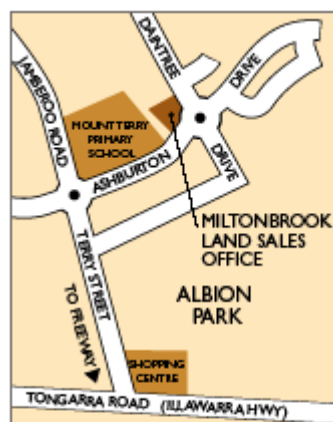 DAINTREE
DRIVE
JAMBEROO ROAD
MOUNT TERRY
PRIMARY
SCHOOL
ASHBURTON
DRIVE
MILTONBROOK
LAND SALES
OFFICE
TERRY STREET
TO FREEWAY
ALBION
PARK
SHOPPING
CENTRE
TONGARRA ROAD (ILLAWARRA HWY)